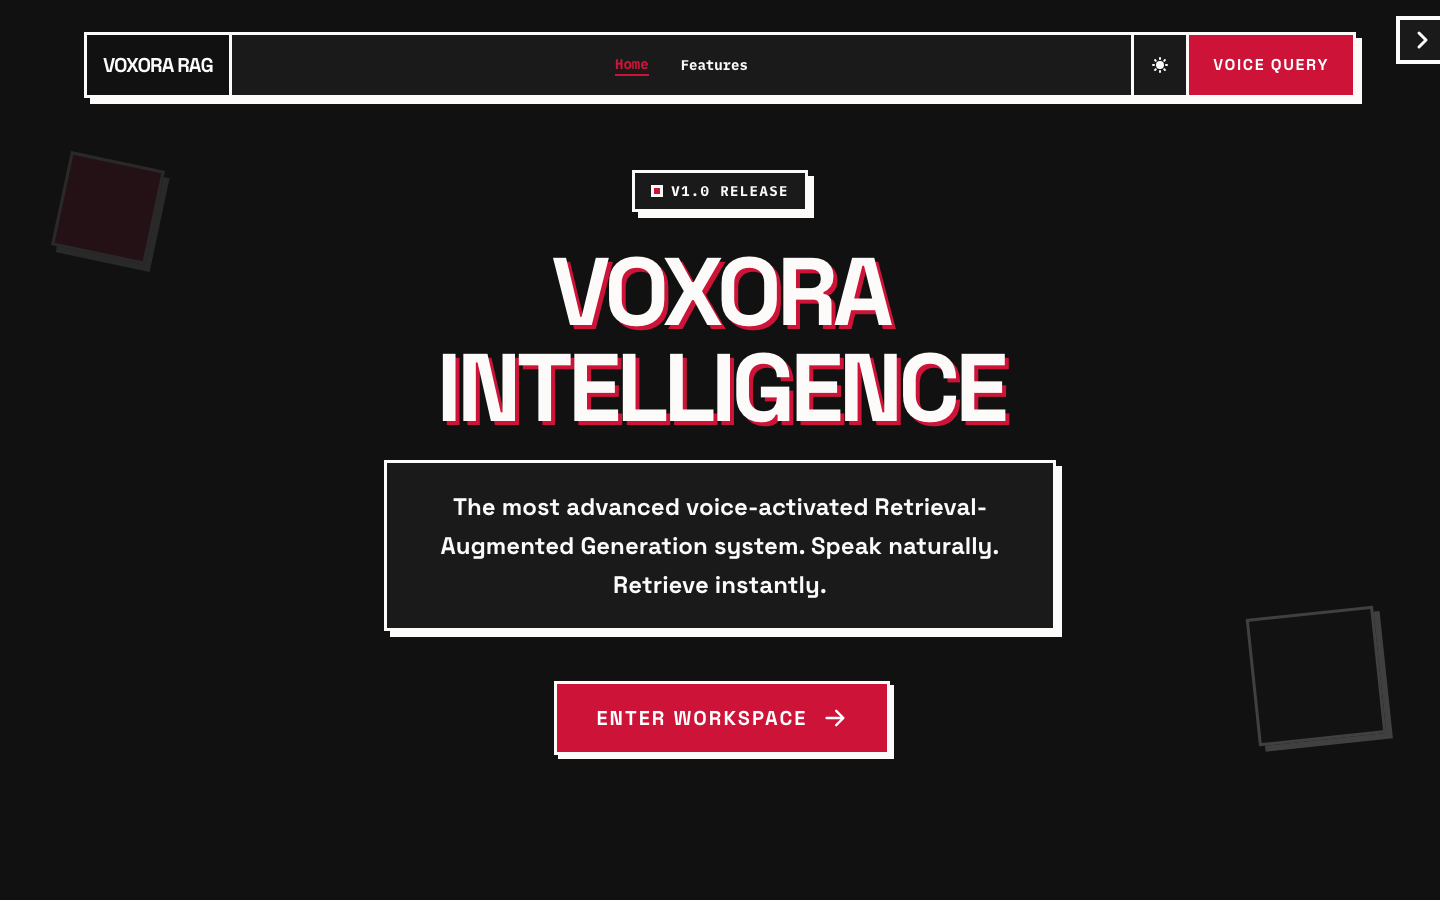 VOXORA RAG
Home
Features
VOICE QUERY
V1.0 RELEASE
VOXORA
INTELLIGENCE
The most advanced voice-activated Retrieval-
Augmented Generation system. Speak naturally.
Retrieve instantly.
ENTER WORKSPACE